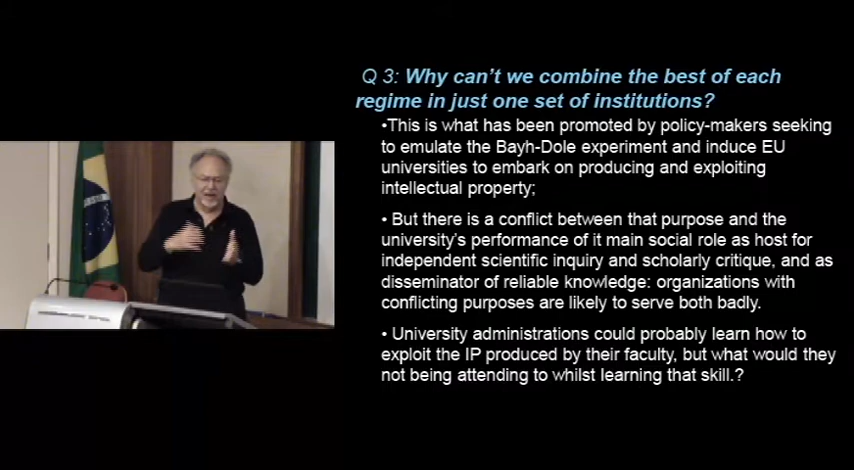 Q 3: Why can't we combine the best of each
regime in just one set of institutions?
•This is what has been promoted by policy-makers seeking
to emulate the Bayh-Dole experiment and induce EU
universities to embark on producing and exploiting
intellectual property;
• But there is a conflict between that purpose and the
university's performance of it main social role as host for
independent scientific inquiry and scholarly critique, and as
disseminator of reliable knowledge: organizations with
conflicting purposes are likely to serve both badly.
• University administrations could probably learn how to
exploit the IP produced by their faculty, but what would they
not being attending to whilst learning that skill.?